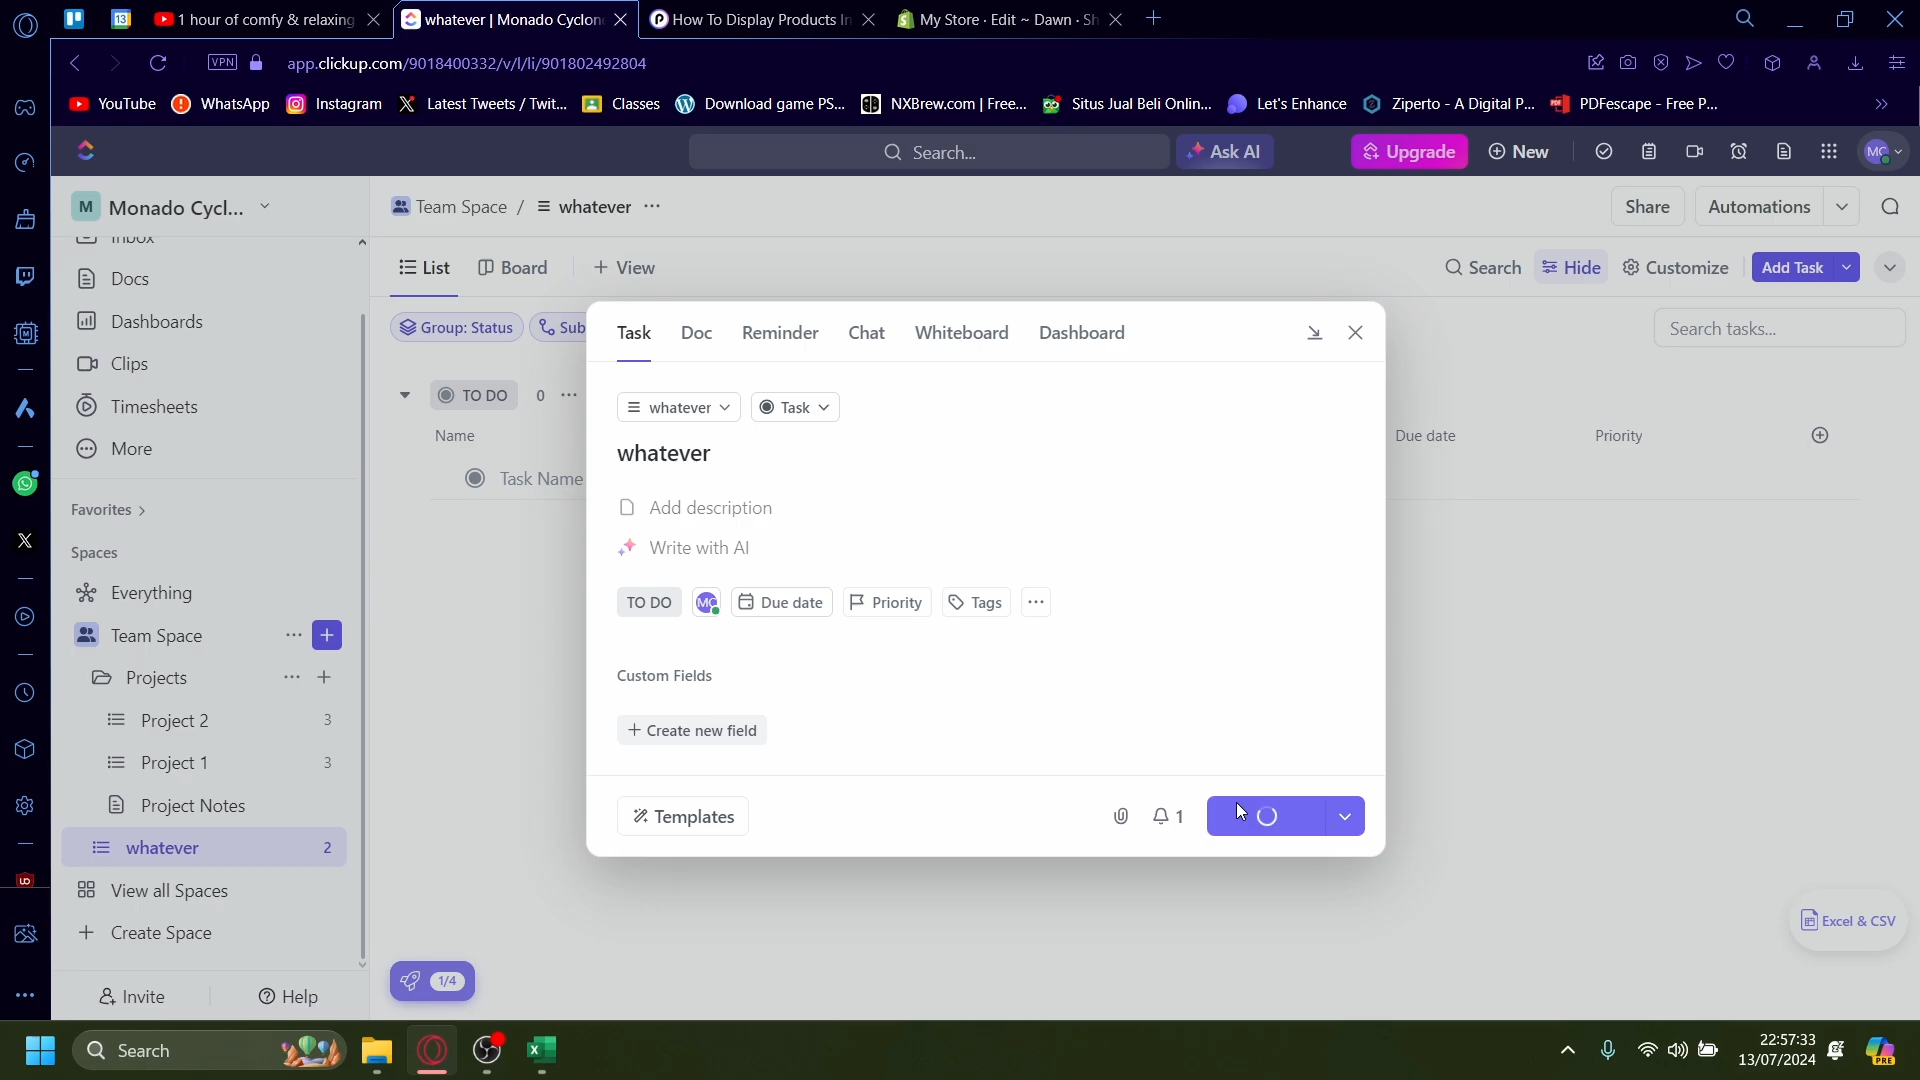 1 hour of comfy & relaxing
whatever | Monado Cyclon
How To Display Products In
My Store · Edit ~ Dawn · Sh
VPN
app.clickup.com/9018400332/v/l/li/901802492804
YouTube
WhatsApp
Instagram
Latest Tweets / Twit...
Classes
Download game PS...
NXBrew.com | Free...
Situs Jual Beli Onlin...
Let's Enhance
Ziperto - A Digital P...
PDFescape - Free P...
Search...
Ask AI
Upgrade
New
MC
M Monado Cycl...
Team Space / whatever
Share
Automations
Inbox
Docs
Dashboards
Clips
Timesheets
More
Favorites
Spaces
Everything
Team Space
Projects
Project 2 3
Project 1 3
Project Notes
whatever 2
View all Spaces
Create Space
Invite
Help
List
Board
View
Search
Hide
Customize
Add Task
Group: Status
Sub
Search tasks...
TO DO 0
Name
Due date
Priority
Task Name
Task
Doc
Reminder
Chat
Whiteboard
Dashboard
whatever
Task
whatever
Add description
Write with AI
TO DO
MC
Due date
Priority
Tags
Custom Fields
+ Create new field
Templates
1
Excel & CSV
1/4
Search
22:57:33
13/07/2024
PRE